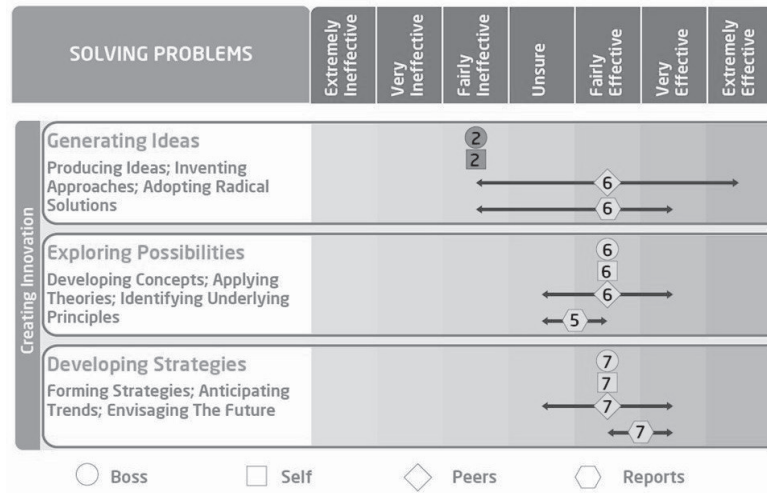 SOLVING PROBLEMS
Extremely
Ineffective
Very
Ineffective
Fairly
Ineffective
Unsure
Fairly
Effective
Very
Effective
Extremely
Effective
Creating Innovation
Generating Ideas
Producing Ideas; Inventing
Approaches; Adopting Radical
Solutions
2
2
6
6
Exploring Possibilities
Developing Concepts; Applying
Theories; Identifying Underlying
Principles
6
6
6
5
Developing Strategies
Forming Strategies; Anticipating
Trends; Envisaging The Future
7
7
7
7
Boss Self Peers Reports